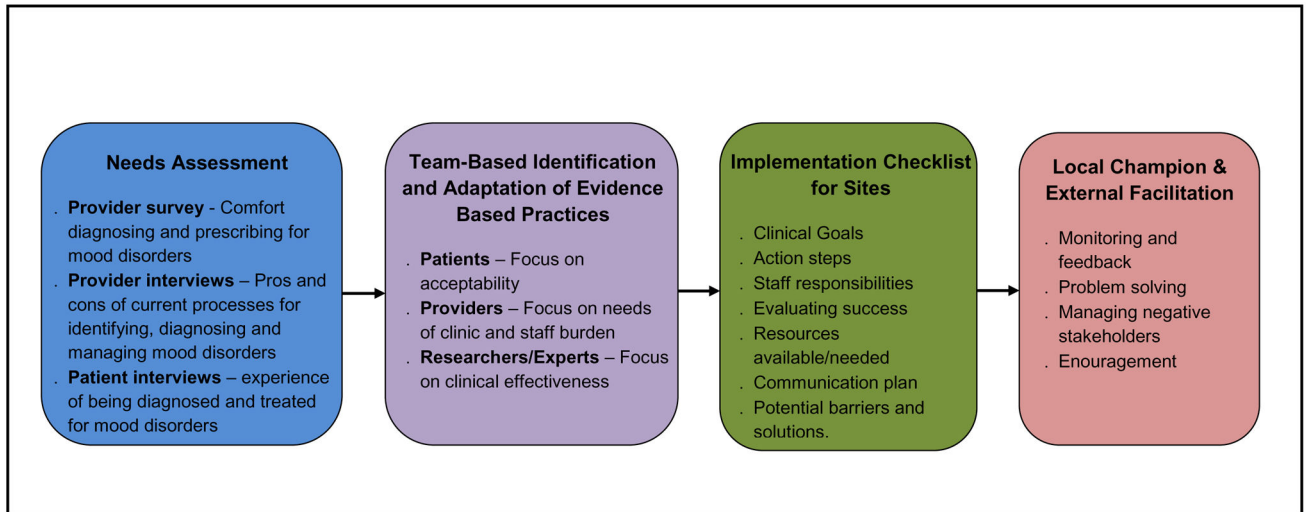 Needs Assessment
. Provider survey - Comfort
diagnosing and prescribing for
mood disorders
. Provider interviews – Pros and
cons of current processes for
identifying, diagnosing and
managing mood disorders
. Patient interviews – experience
of being diagnosed and treated
for mood disorders
Team-Based Identification
and Adaptation of Evidence
Based Practices
. Patients – Focus on
acceptability
. Providers – Focus on needs
of clinic and staff burden
. Researchers/Experts – Focus
on clinical effectiveness
Implementation Checklist
for Sites
. Clinical Goals
. Action steps
. Staff responsibilities
. Evaluating success
. Resources
available/needed
. Communication plan
. Potential barriers and
solutions.
Local Champion &
External Facilitation
. Monitoring and
feedback
. Problem solving
. Managing negative
stakeholders
. Enouragement